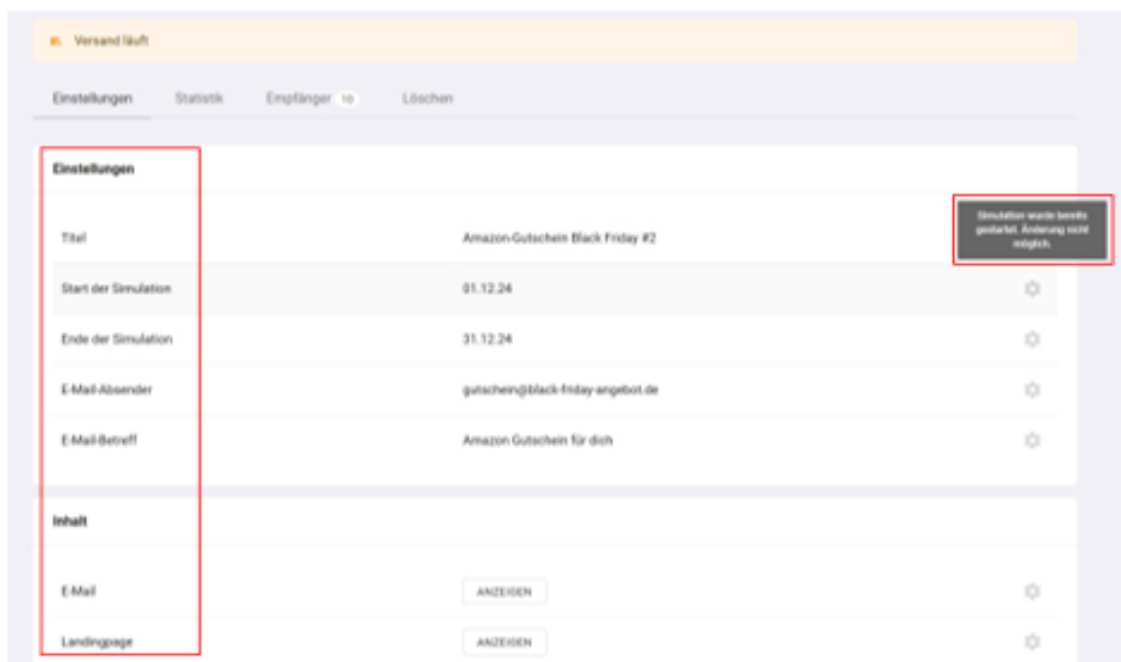 Versand läuft
Einstellungen Statistik Empfänger 10 Löschen
Einstellungen
Simulation wurde bereits
gestartet. Änderung nicht
möglich.
Titel Amazon-Gutschein Black Friday #2
Start der Simulation 01.12.24
Ende der Simulation 31.12.24
E-Mail-Absender gutschein@black-friday-angebot.de
E-Mail-Betreff Amazon Gutschein für dich
Inhalt
E-Mail ANZEIGEN
Landingpage ANZEIGEN